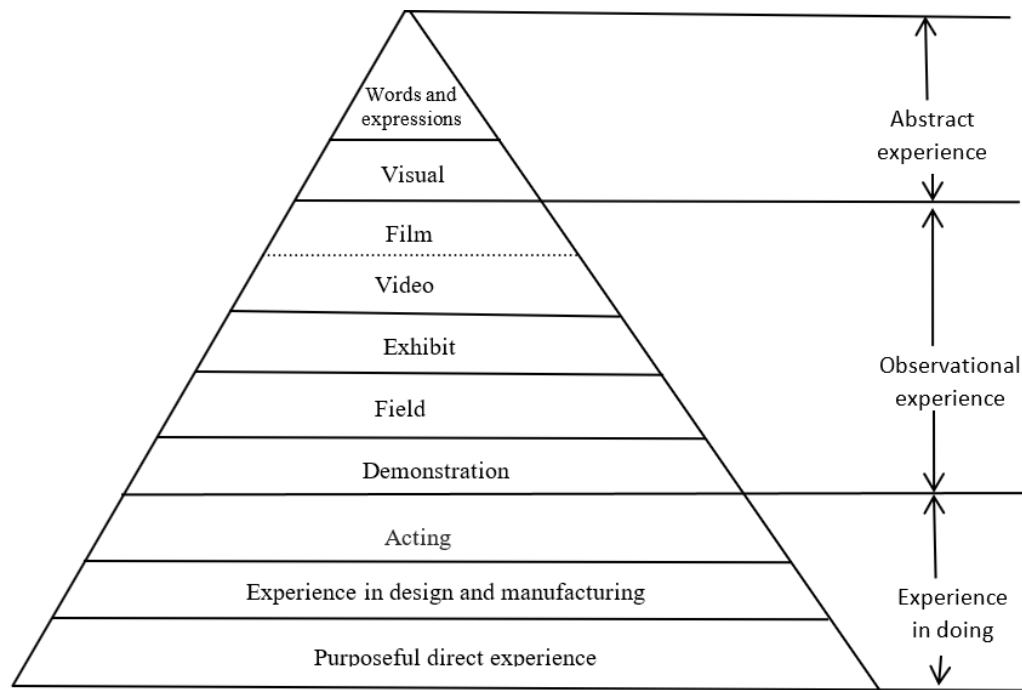 Words and
expressions
Visual
Film
Video
Exhibit
Field
Demonstration
Acting
Experience in design and manufacturing
Purposeful direct experience
Abstract
experience
Observational
experience
Experience
in doing